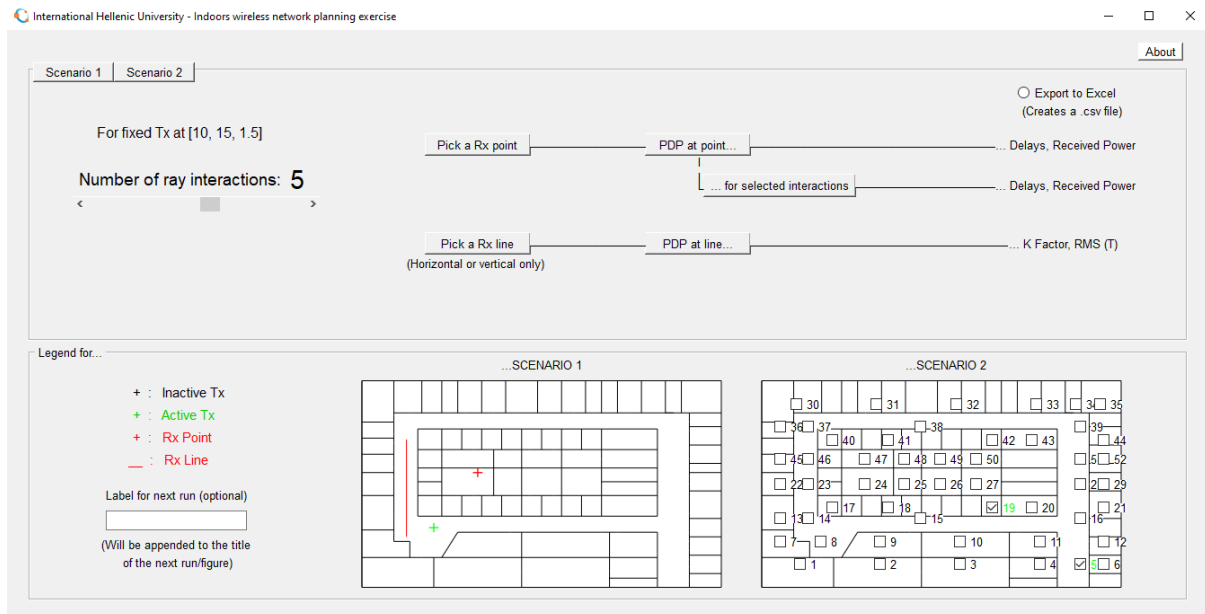 International Hellenic University - Indoors wireless network planning exercise
About
Scenario 1 Scenario 2
Export to Excel
(Creates a .csv file)
For fixed Tx at [10, 15, 1.5]
Pick a Rx point PDP at point... ... Delays, Received Power
Number of ray interactions: 5
... for selected interactions ... Delays, Received Power
Pick a Rx line PDP at line... ... K Factor, RMS (T)
(Horizontal or vertical only)
Legend for...
...SCENARIO 1 ...SCENARIO 2
+ : Inactive Tx
+ : Active Tx
+ : Rx Point
__ : Rx Line
Label for next run (optional)
(Will be appended to the title
of the next run/figure)
30 31 32 33 35
36 37 38 39
40 41 42 43 44
45 46 47 48 49 50 52
22 23 24 25 26 27 29
17 18 19 20 21
13 14 15 16
7 8 9 10 11 12
1 2 3 4 5 6